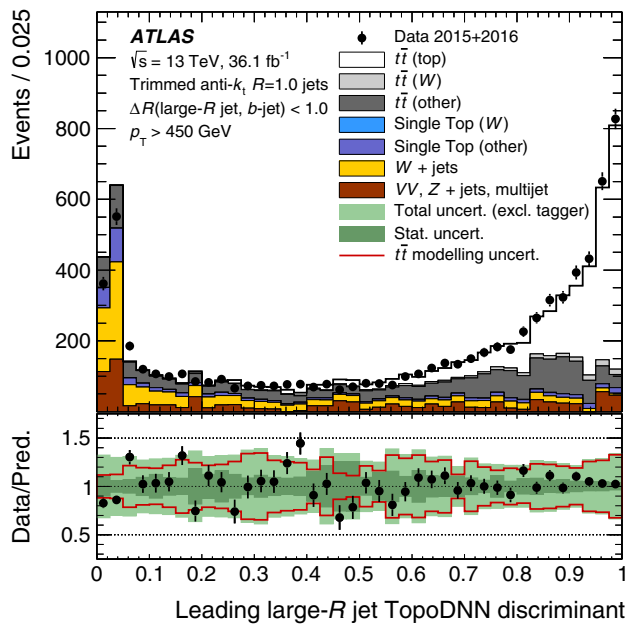 Events / 0.025
1000
800
600
400
200
ATLAS
√s = 13 TeV, 36.1 fb⁻¹
Trimmed anti-kₜ R=1.0 jets
ΔR(large-R jet, b-jet) < 1.0
p_T > 450 GeV
Data 2015+2016
tt̅ (top)
tt̅ (W)
tt̅ (other)
Single Top (W)
Single Top (other)
W + jets
VV, Z + jets, multijet
Total uncert. (excl. tagger)
Stat. uncert.
tt̅ modelling uncert.
Data/Pred.
1.5
1
0.5
0 0.1 0.2 0.3 0.4 0.5 0.6 0.7 0.8 0.9 1
Leading large-R jet TopoDNN discriminant